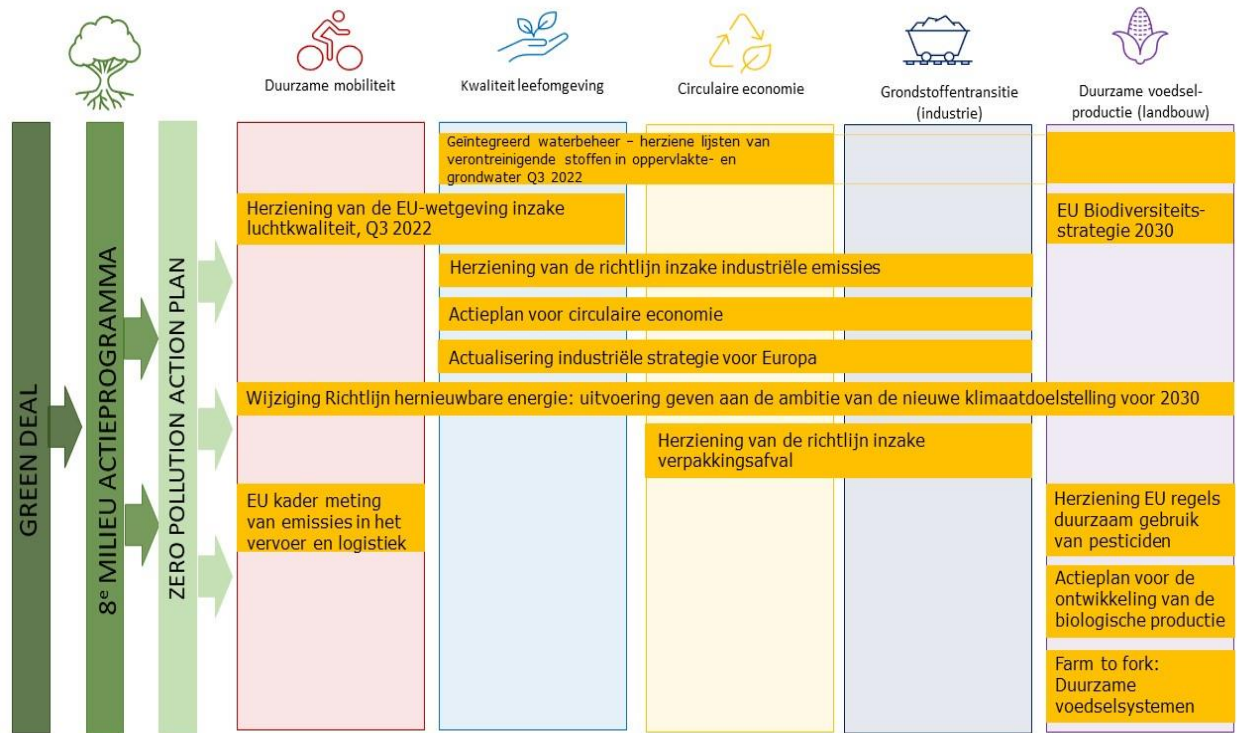 Duurzame mobiliteit
Kwaliteit leefomgeving
Circulaire economie
Grondstoffentransitie
(industrie)
Duurzame voedsel-
productie (landbouw)
GREEN DEAL
8e MILIEU ACTIEPROGRAMMA
ZERO POLLUTION ACTION PLAN
Geïntegreerd waterbeheer – herziene lijsten van
verontreinigende stoffen in oppervlakte- en
grondwater Q3 2022
Herziening van de EU-wetgeving inzake
luchtkwaliteit, Q3 2022
EU Biodiversiteits-
strategie 2030
Herziening van de richtlijn inzake industriële emissies
Actieplan voor circulaire economie
Actualisering industriële strategie voor Europa
Wijziging Richtlijn hernieuwbare energie: uitvoering geven aan de ambitie van de nieuwe klimaatdoelstelling voor 2030
Herziening van de richtlijn inzake
verpakkingsafval
EU kader meting
van emissies in het
vervoer en logistiek
Herziening EU regels
duurzaam gebruik
van pesticiden
Actieplan voor de
ontwikkeling van de
biologische productie
Farm to fork:
Duurzame
voedselsystemen